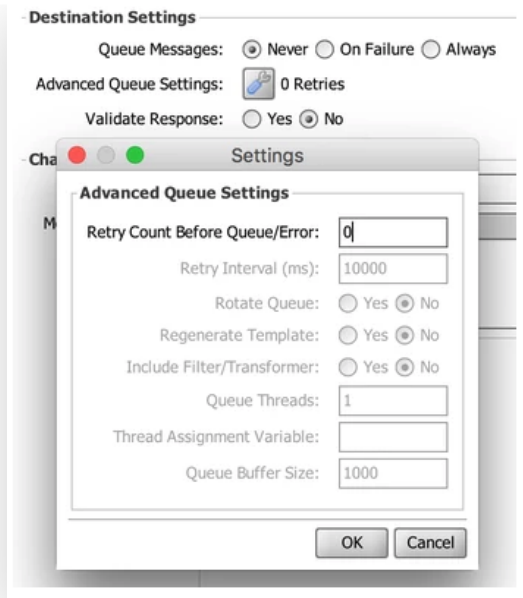 Destination Settings
Queue Messages: Never On Failure Always
Advanced Queue Settings: 0 Retries
Validate Response: Yes No
Cha
Settings
Advanced Queue Settings
M
Retry Count Before Queue/Error: 0
Retry Interval (ms): 10000
Rotate Queue: Yes No
Regenerate Template: Yes No
Include Filter/Transformer: Yes No
Queue Threads: 1
Thread Assignment Variable:
Queue Buffer Size: 1000
OK Cancel